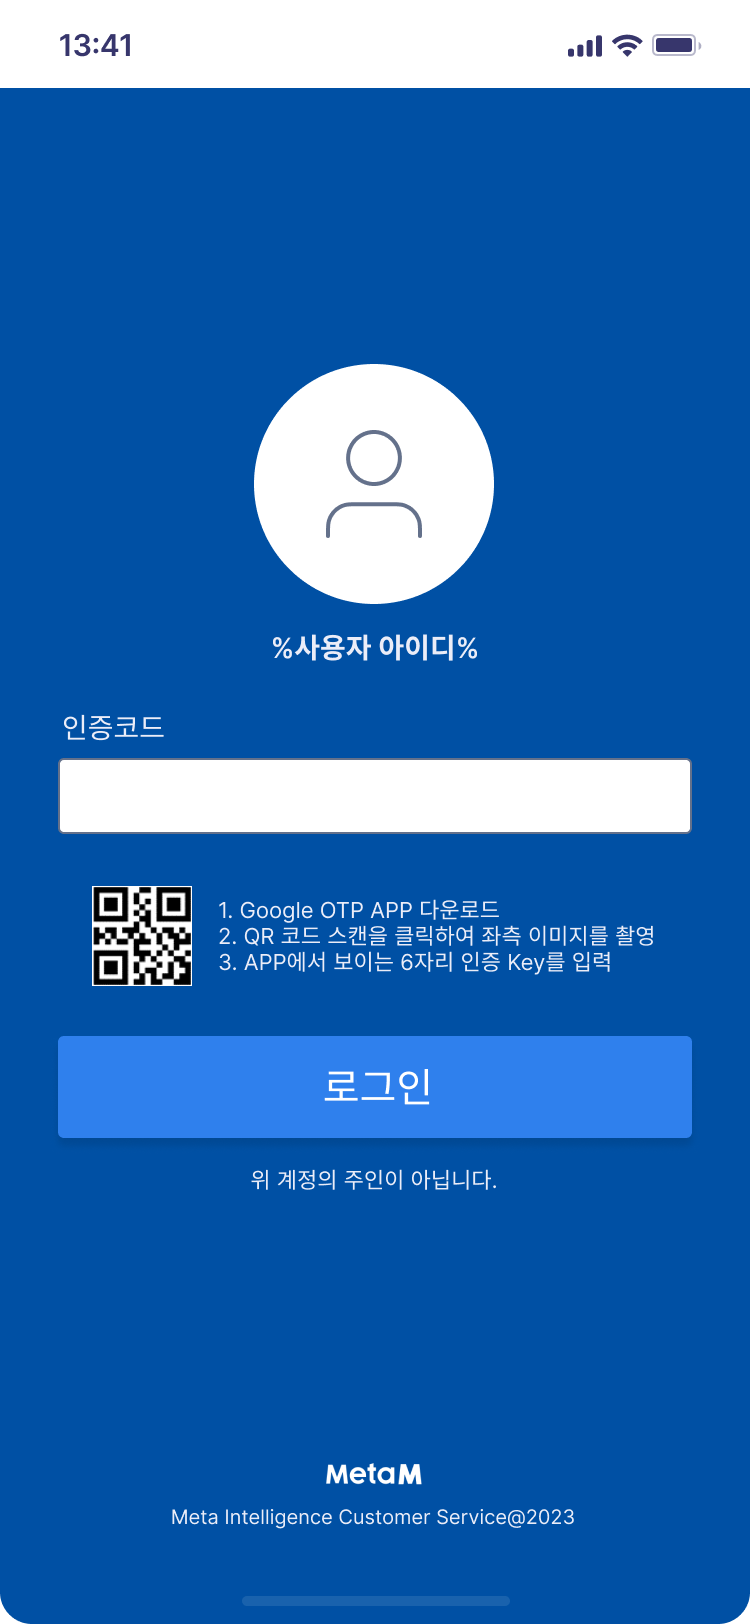 13:41
%사용자 아이디%
인증코드
1. Google OTP APP 다운로드
2. QR 코드 스캔을 클릭하여 좌측 이미지를 촬영
3. APP에서 보이는 6자리 인증 Key를 입력
로그인
위 계정의 주인이 아닙니다.
MetaM
Meta Intelligence Customer Service@2023